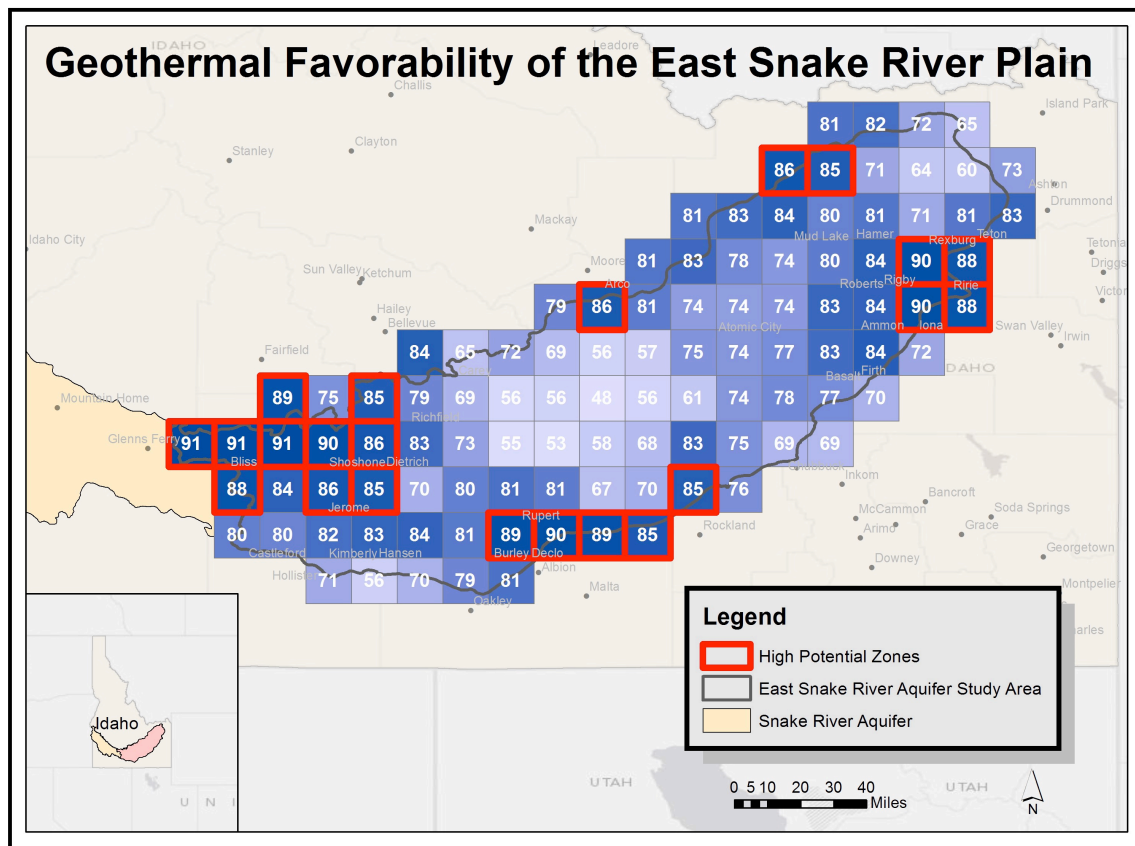 Geothermal Favorability of the East Snake River Plain
IDAHO
Leadore
Challis
Island Park
Clayton
Stanley
81 82 72 65
86 85 71 64 60 73
Ashton
Drummond
81 83 84 80 81 71 81 83
Mackay
Mud Lake Hamer Rexburg Teton
Idaho City
Tetonia
81 83 78 74 80 84 90 88
Moore
Driggs
Sun Valley
Ketchum
Arco
Roberts Rigby Ririe
Victor
79 86 81 74 74 74 83 84 90 88
Hailey
Bellevue
Atomic City
Ammon Iona
Swan Valley
Irwin
84 65 72 69 56 57 75 74 77 83 84 72
Fairfield
Carey
Basalt Firth
IDAHO
89 75 85 79 69 56 56 48 56 61 74 78 77 70
Mountain Home
Richfield
91 91 91 90 86 83 73 55 53 58 68 83 75 69 69
Glenns Ferry
Bliss
Shoshone Dietrich
Inkom
88 84 86 85 70 80 81 81 67 70 85 76
Jerome
Rupert
Rockland
Bancroft
Soda Springs
McCammon
Arimo
Grace
80 80 82 83 84 81 89 90 89 85
Castleford
Kimberly Hansen
Burley Declo
Georgetown
Downey
Hollister
Albion
71 56 70 79 81
Malta
Montpelier
Oakley
Legend
High Potential Zones
East Snake River Aquifer Study Area
Snake River Aquifer
Idaho
U N I
UTAH
UTAH
0 5 10 20 30 40
Miles
N